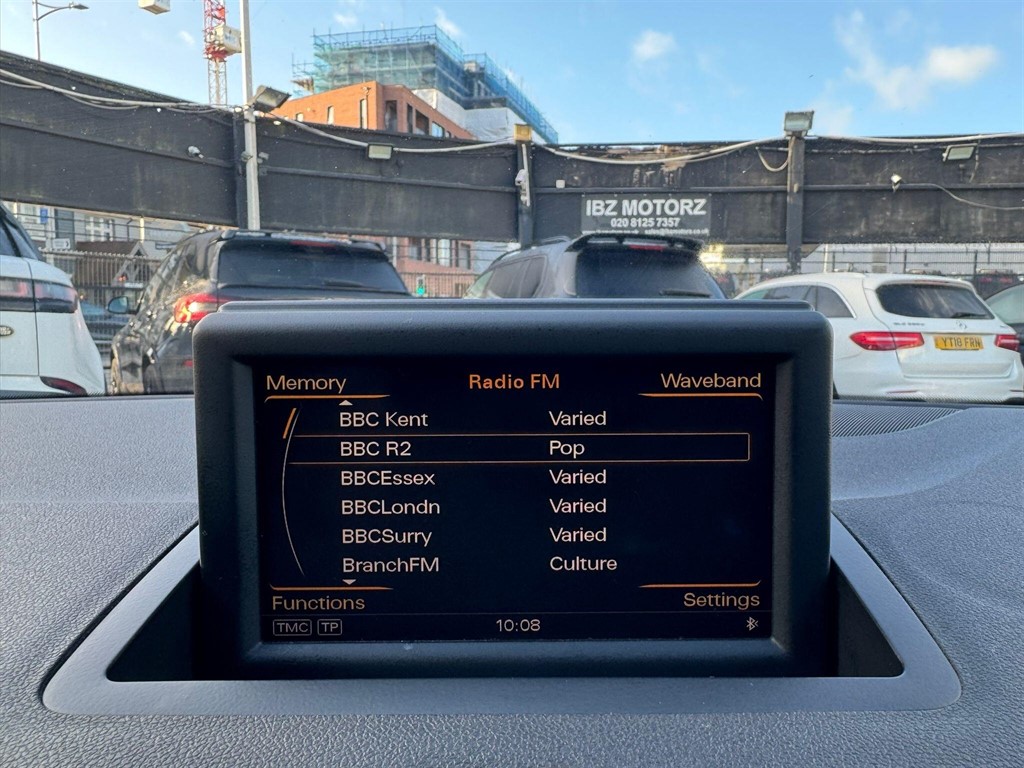 IBZ MOTORZ
020 8125 7357
YT18 FRN
Memory Radio FM Waveband
BBC Kent Varied
BBC R2 Pop
BBCEssex Varied
BBCLondn Varied
BBCSurry Varied
BranchFM Culture
Functions Settings
TMC TP 10:08